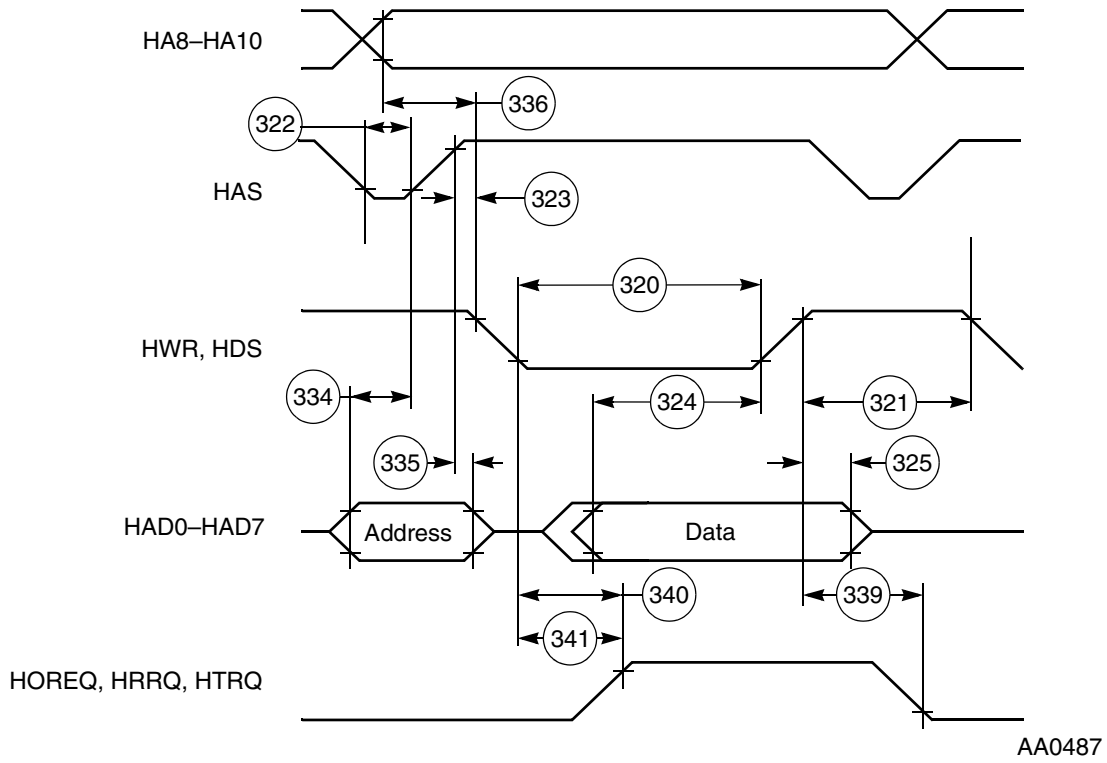 HA8–HA10
336
322
HAS
323
320
HWR, HDS
334
324
321
335
325
HAD0–HAD7
Address
Data
340
339
341
HOREQ, HRRQ, HTRQ
AA0487